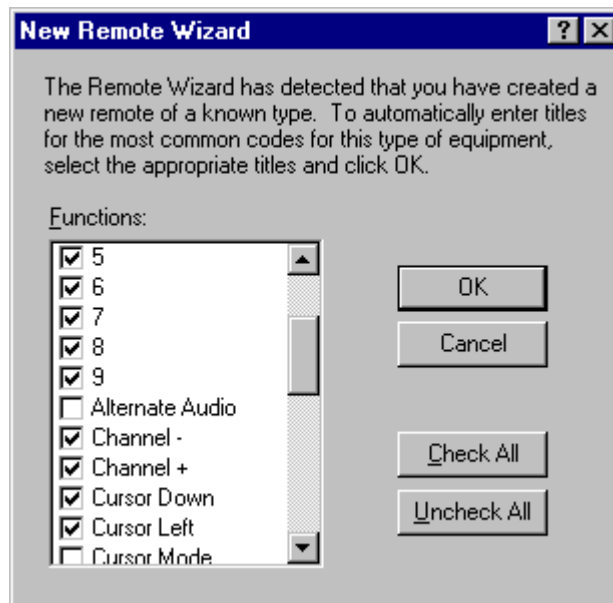 New Remote Wizard
The Remote Wizard has detected that you have created a
new remote of a known type. To automatically enter titles
for the most common codes for this type of equipment,
select the appropriate titles and click OK.
Functions:
5
6
7
8
9
Alternate Audio
Channel -
Channel +
Cursor Down
Cursor Left
Cursor Mode
OK
Cancel
Check All
Uncheck All